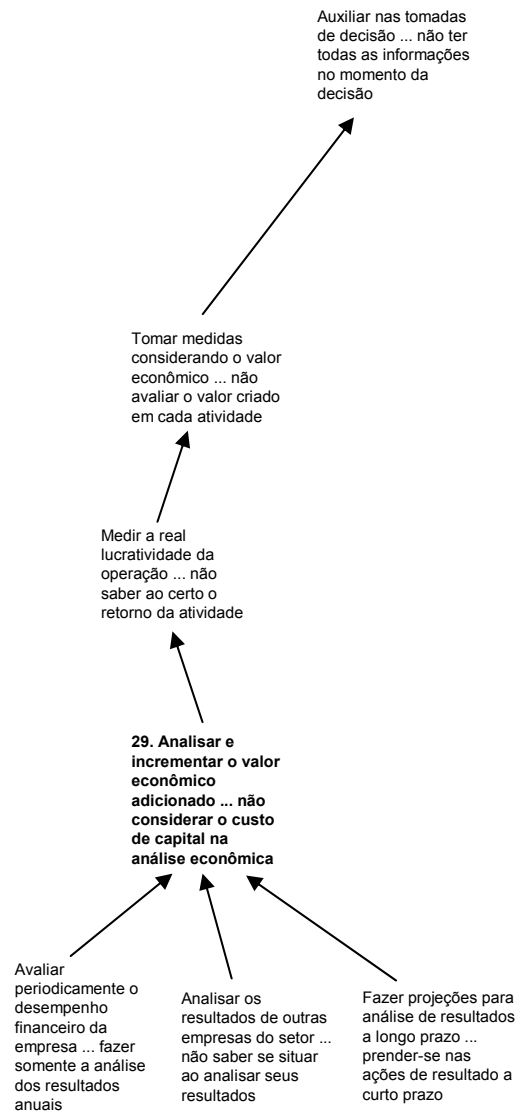 Auxiliar nas tomadas
de decisão ... não ter
todas as informações
no momento da
decisão
Tomar medidas
considerando o valor
econômico ... não
avaliar o valor criado
em cada atividade
Medir a real
lucratividade da
operação ... não
saber ao certo o
retorno da atividade
29. Analisar e
incrementar o valor
econômico
adicionado ... não
considerar o custo
de capital na
análise econômica
Avaliar
periodicamente o
desempenho
financeiro da
empresa ... fazer
somente a análise
dos resultados
anuais
Analisar os
resultados de outras
empresas do setor ...
não saber se situar
ao analisar seus
resultados
Fazer projeções para
análise de resultados
a longo prazo ...
prender-se nas
ações de resultado a
curto prazo